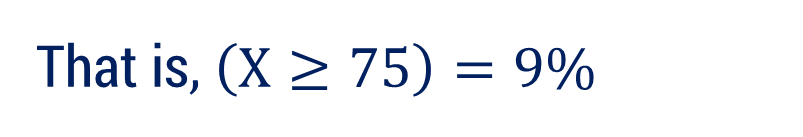 That is, (X ≥ 75) = 9%